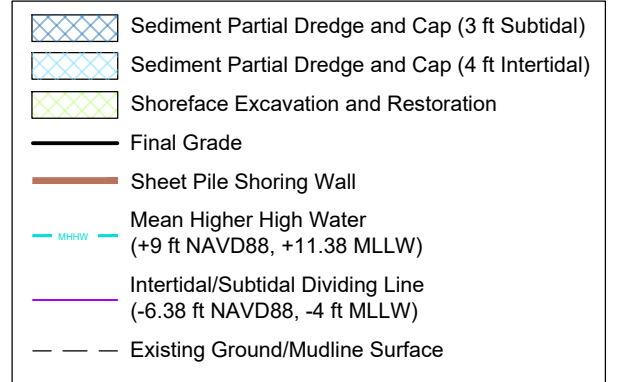 Sediment Partial Dredge and Cap (3 ft Subtidal)
Sediment Partial Dredge and Cap (4 ft Intertidal)
Shoreface Excavation and Restoration
Final Grade
Sheet Pile Shoring Wall
MHHW
Mean Higher High Water
(+9 ft NAVD88, +11.38 MLLW)
Intertidal/Subtidal Dividing Line
(-6.38 ft NAVD88, -4 ft MLLW)
Existing Ground/Mudline Surface